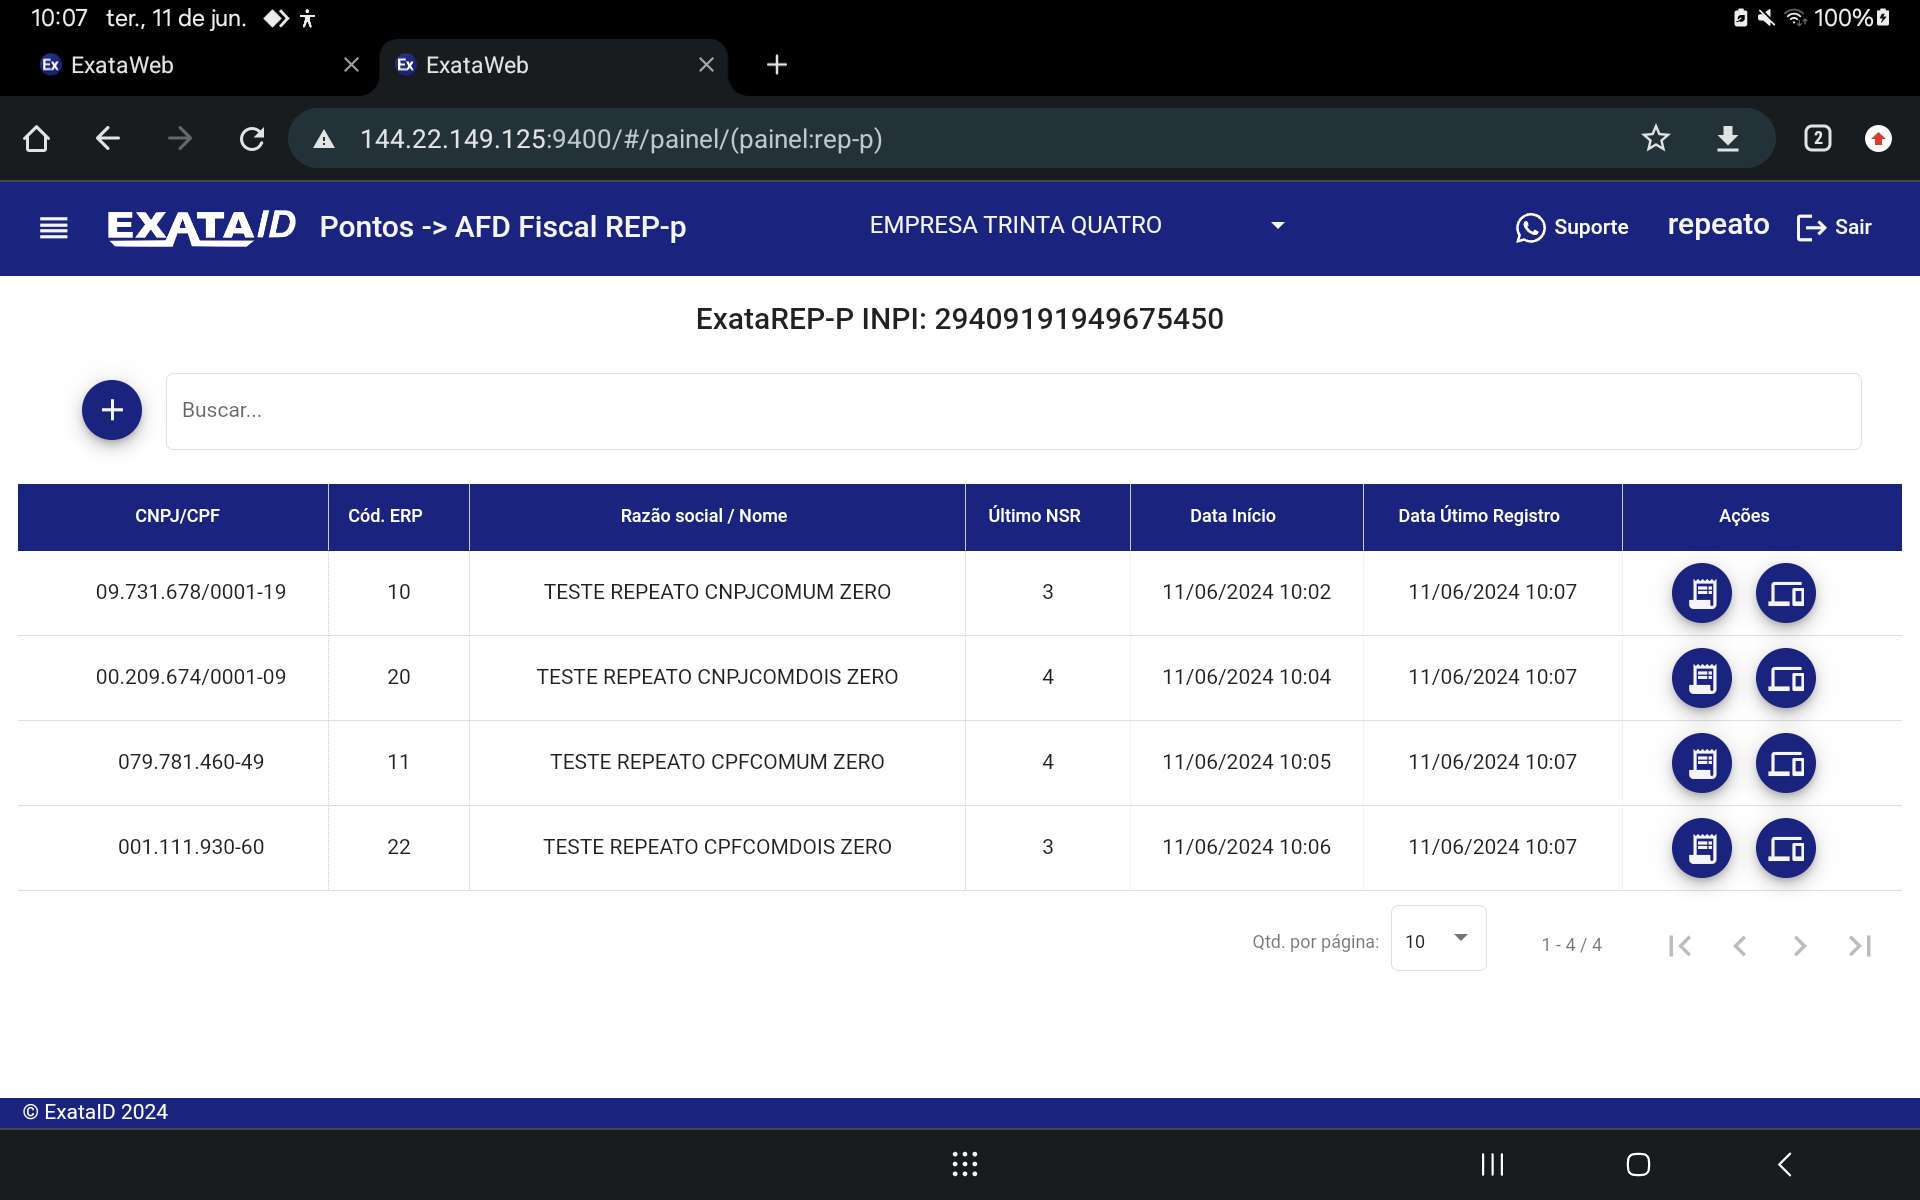 10:07 ter., 11 de jun. 100%
Ex ExataWeb Ex ExataWeb
144.22.149.125:9400/#/painel/(painel:rep-p) 2
EXATAID Pontos -> AFD Fiscal REP-p EMPRESA TRINTA QUATRO Suporte repeato Sair
ExataREP-P INPI: 29409191949675450
Buscar...
CNPJ/CPF Cód. ERP Razão social / Nome Último NSR Data Início Data Útimo Registro Ações
09.731.678/0001-19 10 TESTE REPEATO CNPJCOMUM ZERO 3 11/06/2024 10:02 11/06/2024 10:07
00.209.674/0001-09 20 TESTE REPEATO CNPJCOMDOIS ZERO 4 11/06/2024 10:04 11/06/2024 10:07
079.781.460-49 11 TESTE REPEATO CPFCOMUM ZERO 4 11/06/2024 10:05 11/06/2024 10:07
001.111.930-60 22 TESTE REPEATO CPFCOMDOIS ZERO 3 11/06/2024 10:06 11/06/2024 10:07
Qtd. por página: 10 1 - 4 / 4
© ExataID 2024